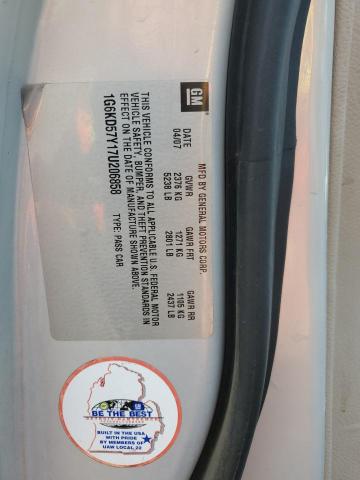 GM
MFD BY GENERAL MOTORS CORP.
DATE GVWR GAWR FRT GAWR RR
04/07 2376 KG 1271 KG 1105 KG
5238 LB 2801 LB 2437 LB
THIS VEHICLE CONFORMS TO ALL APPLICABLE U.S. FEDERAL MOTOR
VEHICLE SAFETY, BUMPER, AND THEFT PREVENTION STANDARDS IN
EFFECT ON THE DATE OF MANUFACTURE SHOWN ABOVE.
1G6KD57Y17U206858 TYPE: PASS CAR
BE THE BEST
BUILT IN THE USA
WITH PRIDE
BY MEMBERS OF
UAW LOCAL 22